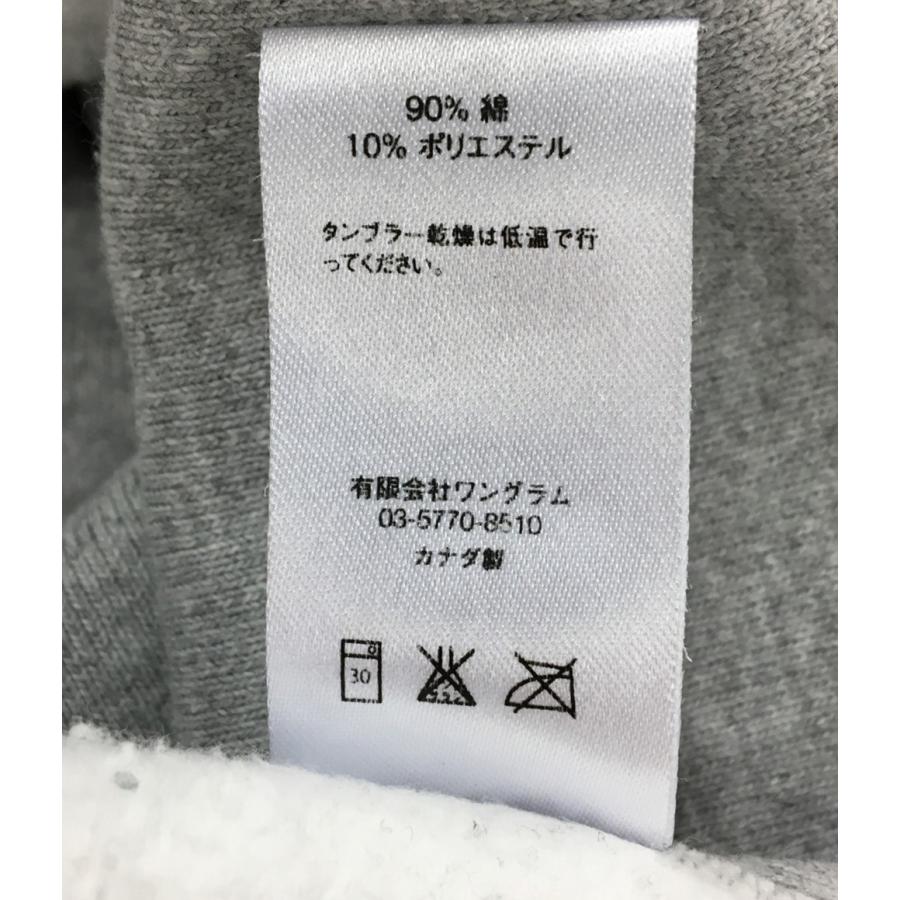 90% 綿
10% ポリエステル
タンブラー乾燥は低温で行
ってください。
有限会社ワングラム
03-5770-8510
カナダ製
30